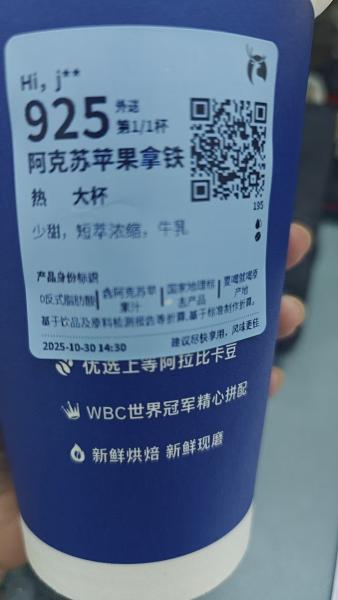 Hi, j**
925 外送 第1/1杯
阿克苏苹果拿铁
热 大杯
195
少甜，短萃浓缩，牛乳
产品身份标识
0反式脂肪酸 含阿克苏苹果汁 国家地理标志产品 要喝就喝原产地
基于饮品及原料检测报告等折算,基于标准制作折算。
建议尽快享用，风味更佳
2025-10-30 14:30
优选上等阿拉比卡豆
WBC世界冠军精心拼配
新鲜烘焙 新鲜现磨